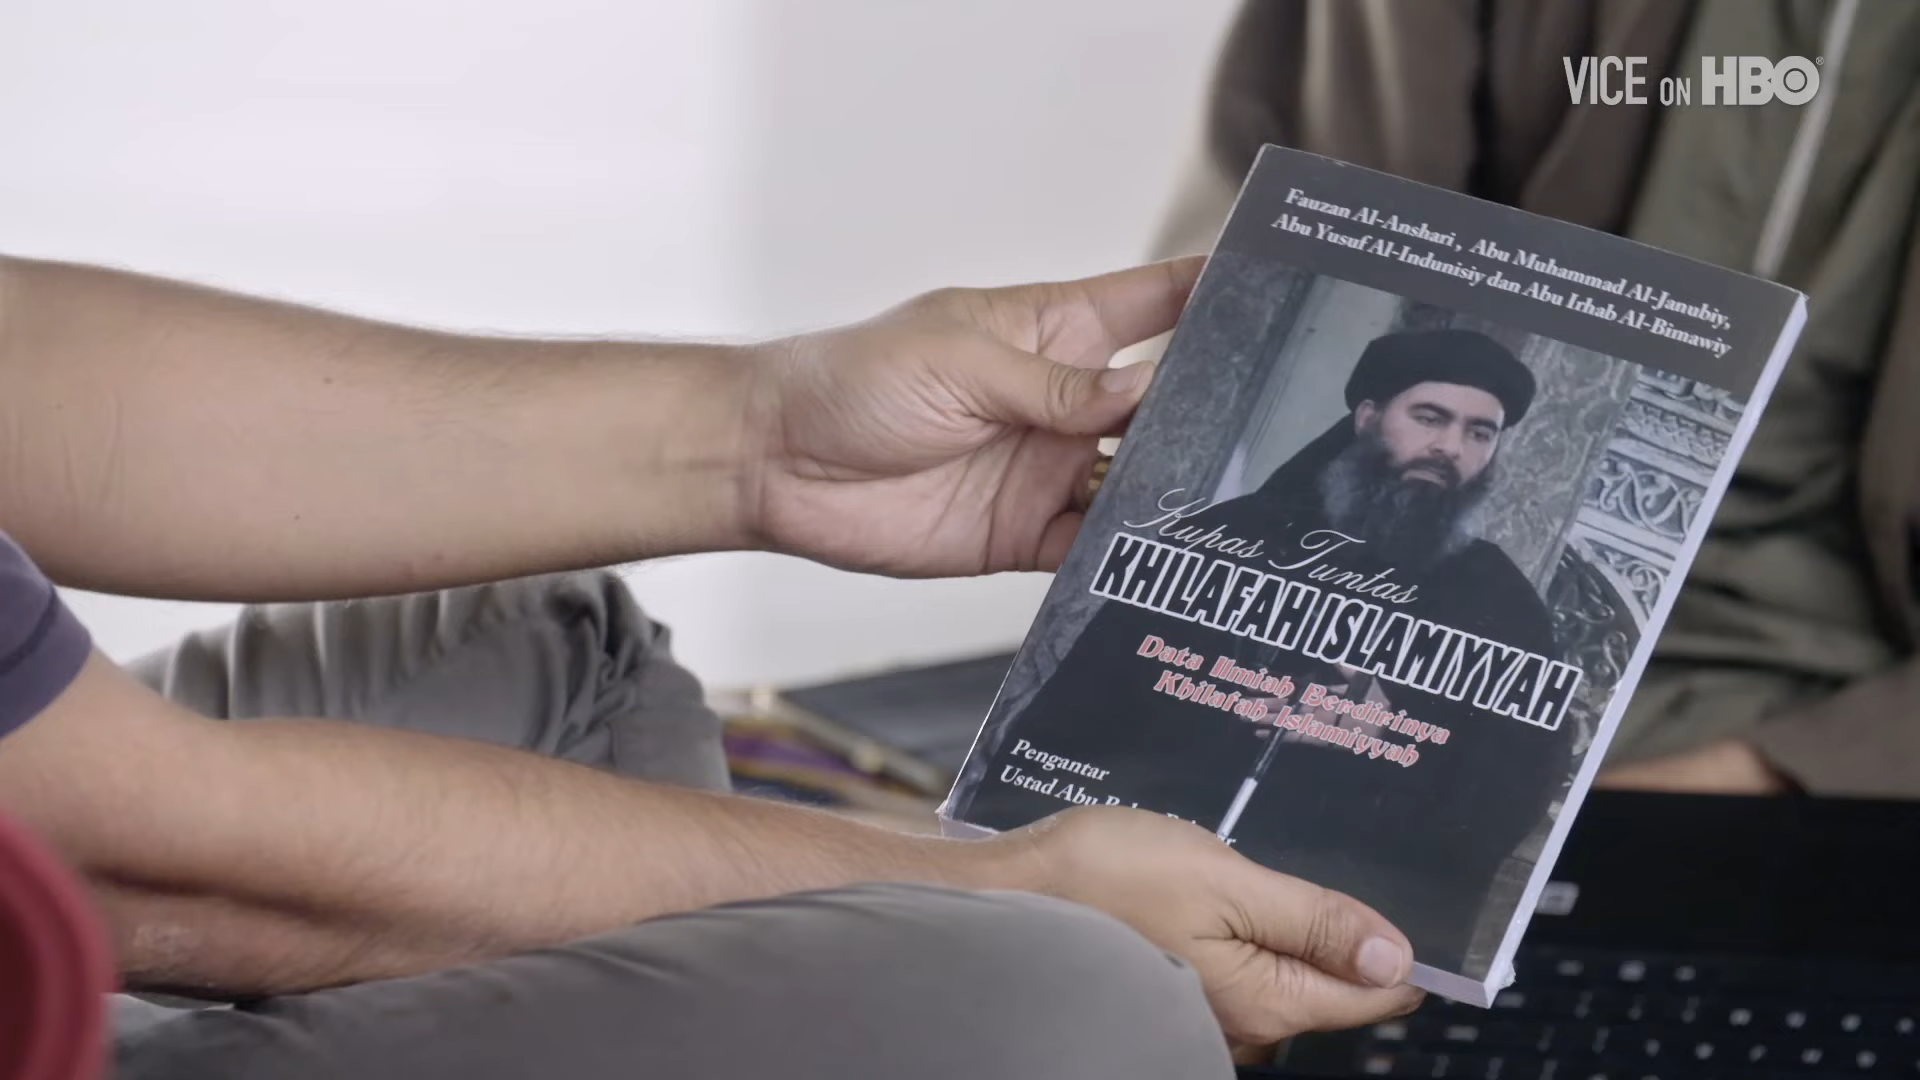 VICE ON HBO®
Fauzan Al-Anshari, Abu Muhammad Al-Janubiy,
Abu Yusuf Al-Indunisiy dan Abu Irhab Al-Bimawiy
Kupas Tuntas
KHILAFAH ISLAMIYYAH
Data Ilmiah Berdirinya
Khilafah Islamiyyah
Pengantar
Ustad Abu